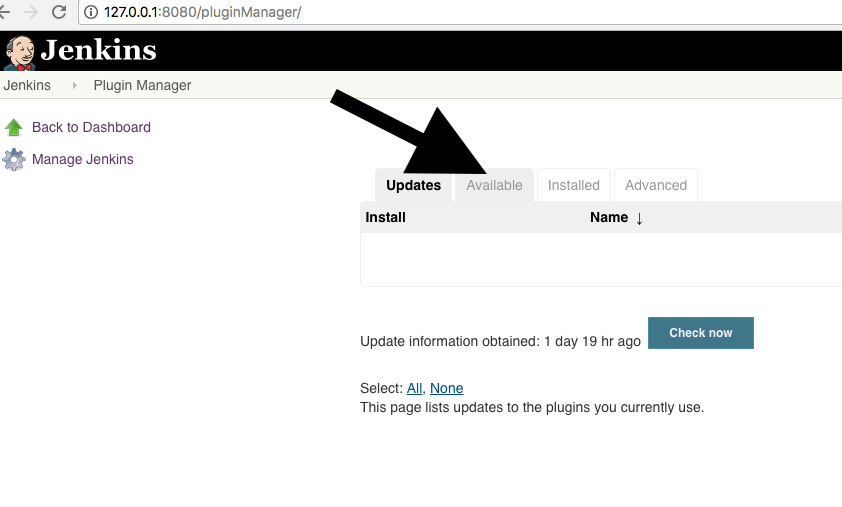 127.0.0.1:8080/pluginManager/
Jenkins
Jenkins Plugin Manager
Back to Dashboard
Manage Jenkins
Updates Available Installed Advanced
Install Name ↓
Update information obtained: 1 day 19 hr ago Check now
Select: All, None
This page lists updates to the plugins you currently use.